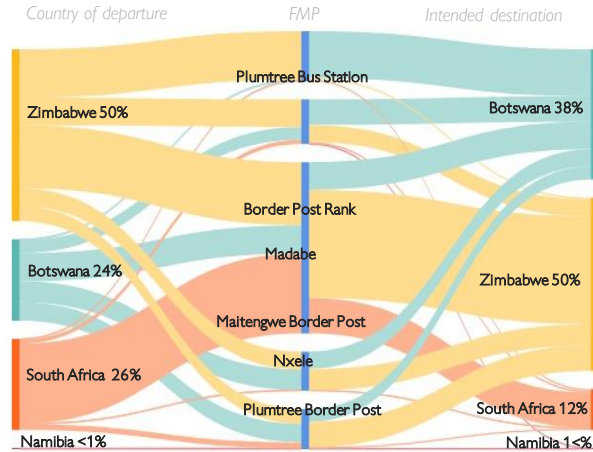 Country of departure FMP Intended destination
Plumtree Bus Station
Zimbabwe 50% Botswana 38%
Border Post Rank
Madabe
Botswana 24% Zimbabwe 50%
Maitengwe Border Post
Nxele
South Africa 26%
Plumtree Border Post South Africa 12%
Namibia <1% Namibia 1<%